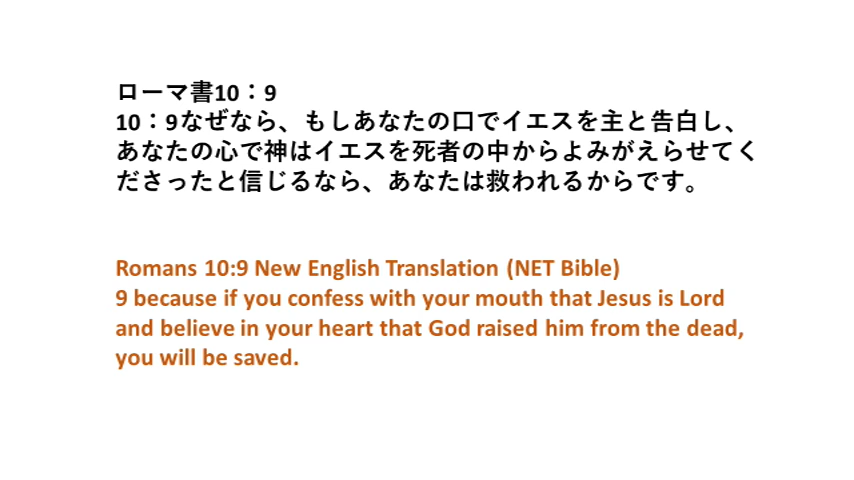 ローマ書10：9
10：9なぜなら、もしあなたの口でイエスを主と告白し、
あなたの心で神はイエスを死者の中からよみがえらせてく
ださったと信じるなら、あなたは救われるからです。
Romans 10:9 New English Translation (NET Bible)
9 because if you confess with your mouth that Jesus is Lord
and believe in your heart that God raised him from the dead,
you will be saved.